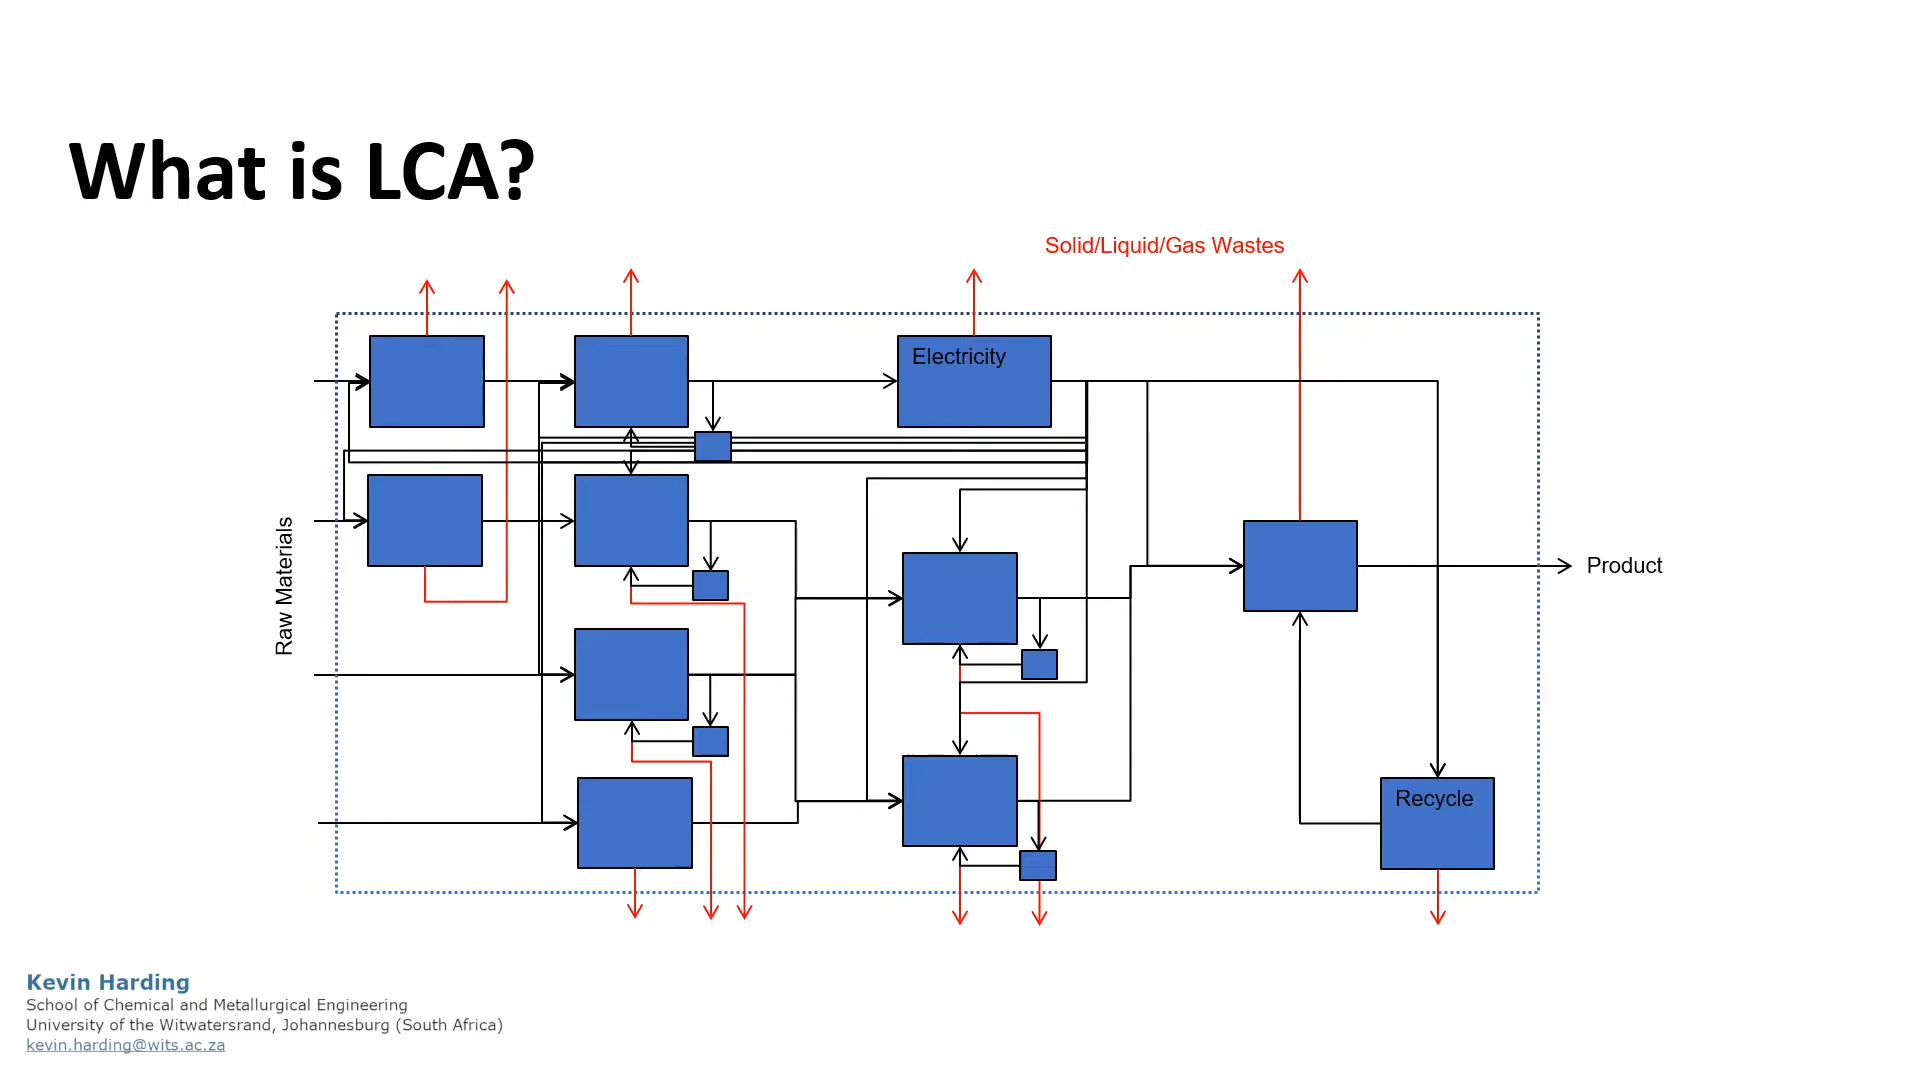 What is LCA?
Solid/Liquid/Gas Wastes
Electricity
Raw Materials
Product
Recycle
Kevin Harding
School of Chemical and Metallurgical Engineering
University of the Witwatersrand, Johannesburg (South Africa)
kevin.harding@wits.ac.za